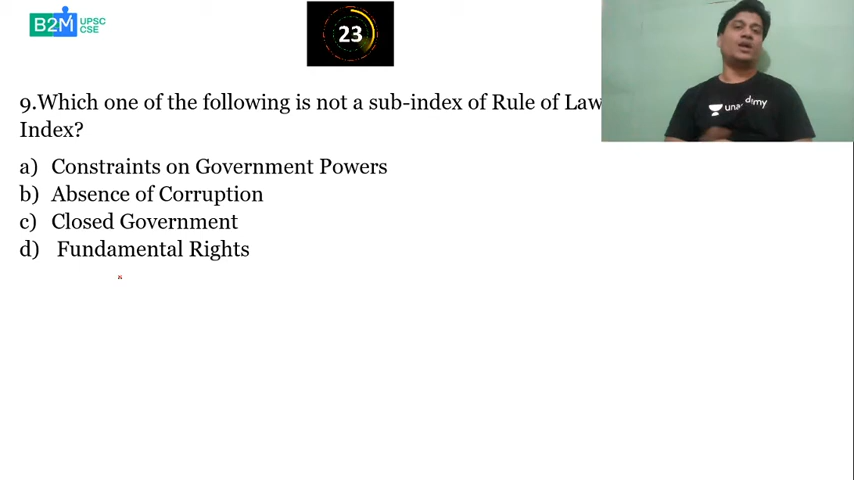 B2M UPSC
CSE
23
9.Which one of the following is not a sub-index of Rule of Law
Index?
a) Constraints on Government Powers
b) Absence of Corruption
c) Closed Government
d) Fundamental Rights
unacademy